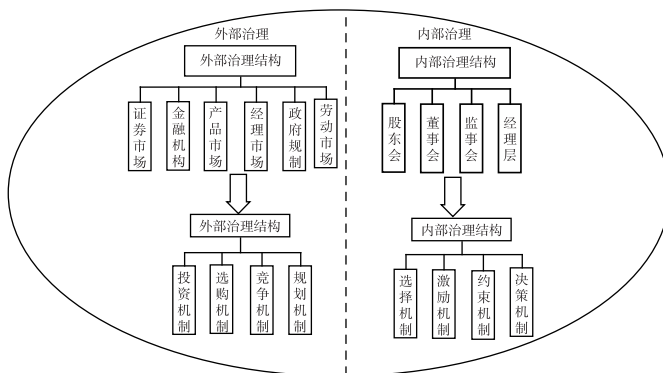 外部治理
外部治理结构
证券市场
金融机构
产品市场
经理市场
政府规制
劳动市场
外部治理结构
投资机制
选购机制
竞争机制
规划机制
内部治理
内部治理结构
股东会
董事会
监事会
经理层
内部治理结构
选择机制
激励机制
约束机制
决策机制